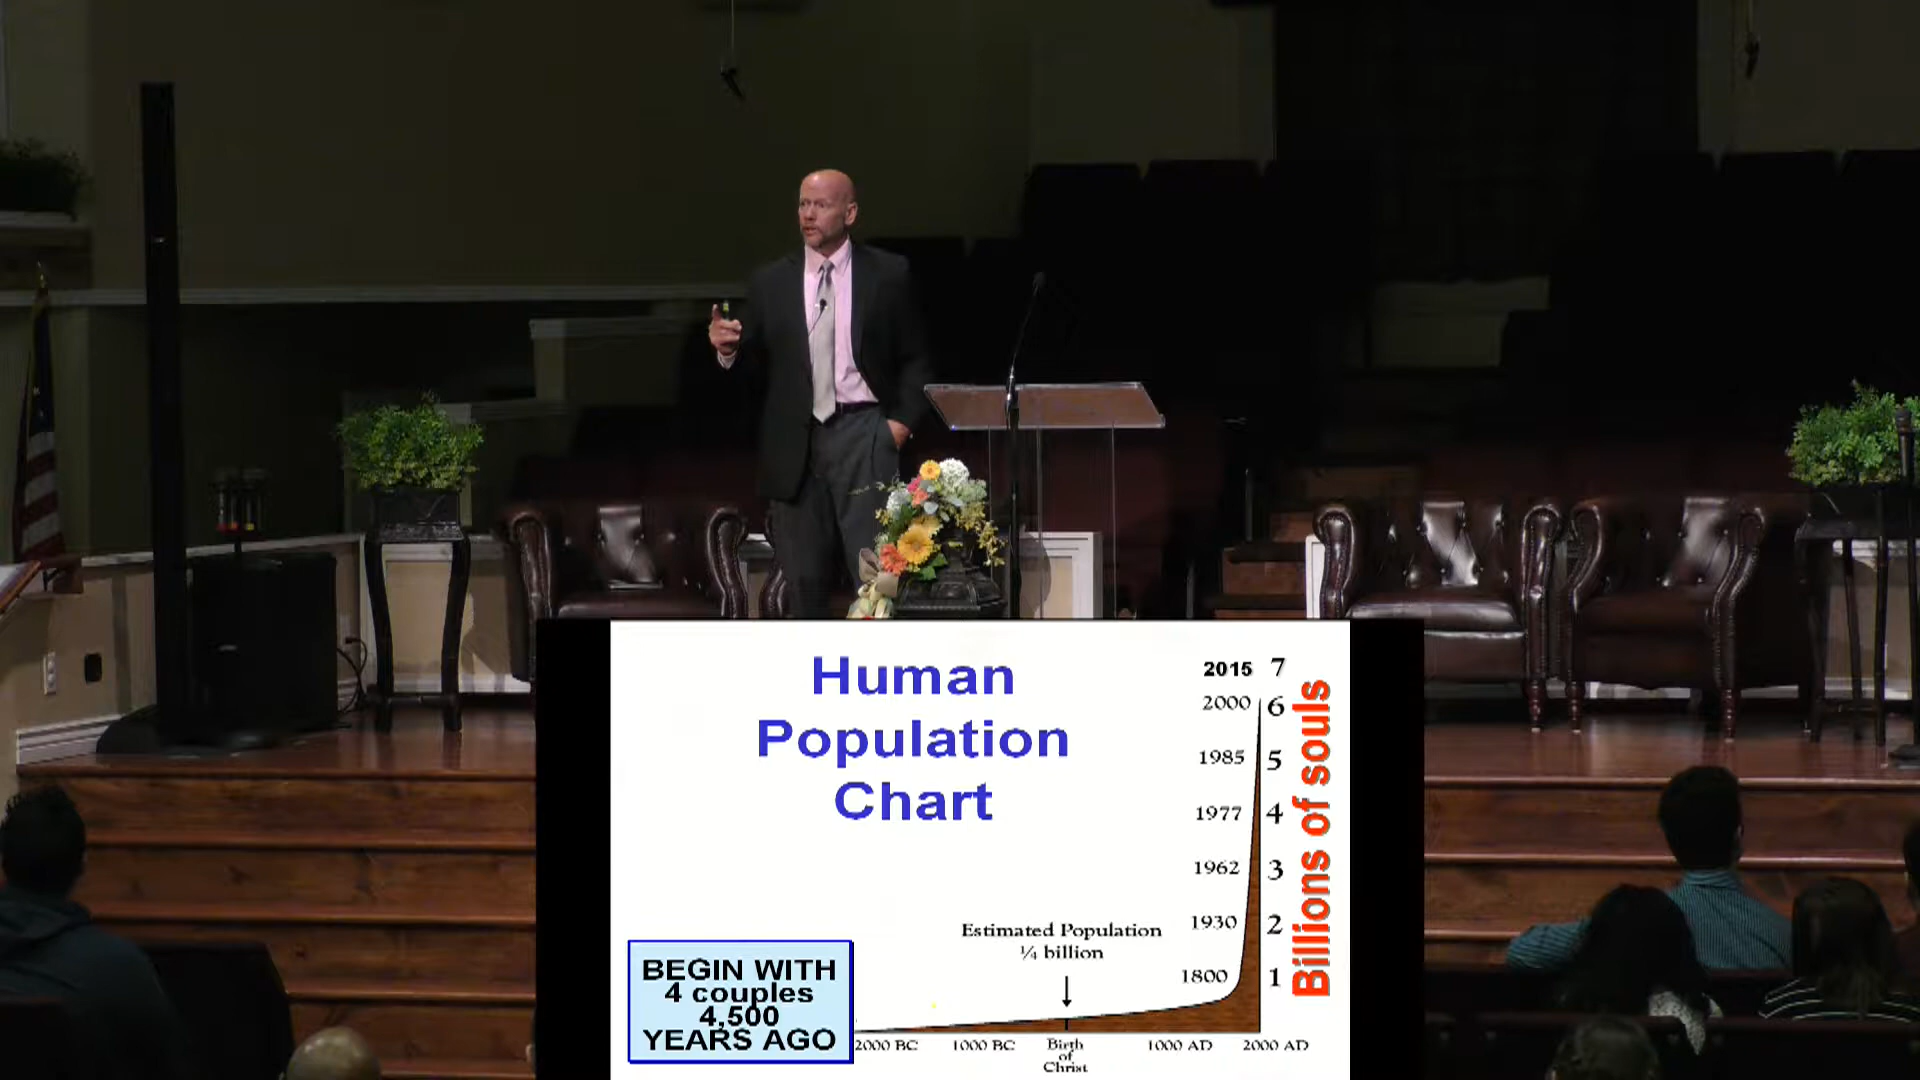 Human
Population
Chart
2015 7
2000 6
1985 5
1977 4
1962 3
1930 2
1800 1
Billions of souls
Estimated Population
¼ billion
BEGIN WITH
4 couples
4,500
YEARS AGO
2000 BC 1000 BC Birth of Christ 1000 AD 2000 AD